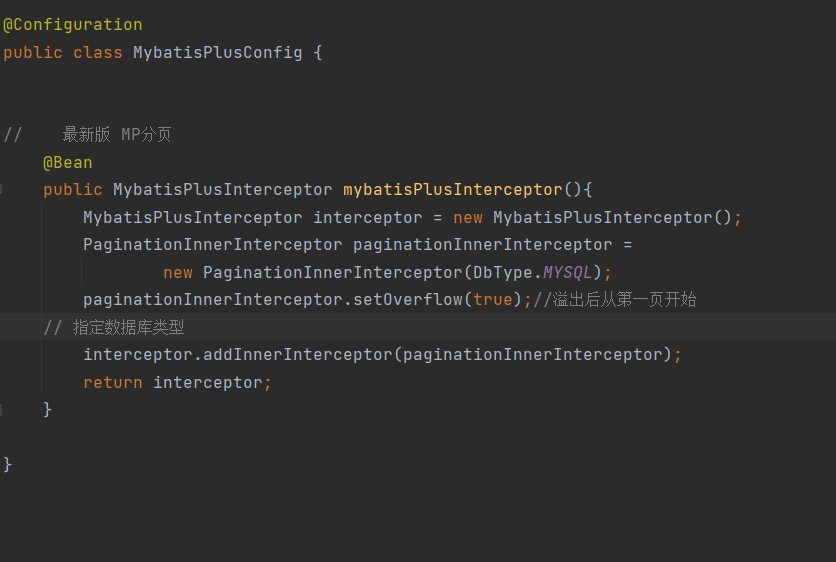 @Configuration
public class MybatisPlusConfig {
//    最新版 MP分页
@Bean
public MybatisPlusInterceptor mybatisPlusInterceptor(){
MybatisPlusInterceptor interceptor = new MybatisPlusInterceptor();
PaginationInnerInterceptor paginationInnerInterceptor =
new PaginationInnerInterceptor(DbType.MYSQL);
paginationInnerInterceptor.setOverflow(true);//溢出后从第一页开始
// 指定数据库类型
interceptor.addInnerInterceptor(paginationInnerInterceptor);
return interceptor;
}
}